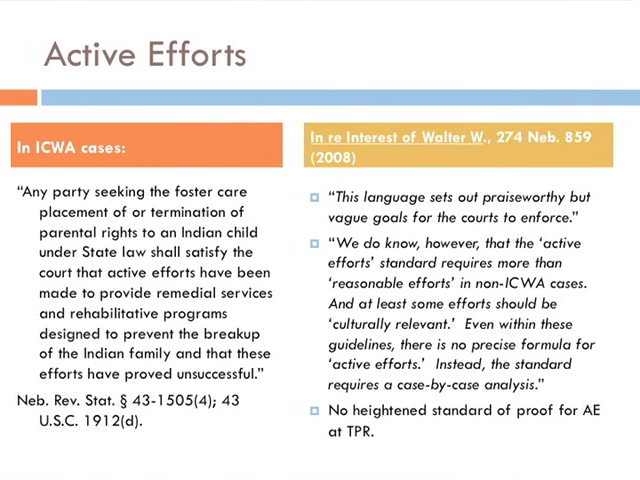 Active Efforts
In ICWA cases:
“Any party seeking the foster care
placement of or termination of
parental rights to an Indian child
under State law shall satisfy the
court that active efforts have been
made to provide remedial services
and rehabilitative programs
designed to prevent the breakup
of the Indian family and that these
efforts have proved unsuccessful.”
Neb. Rev. Stat. § 43-1505(4); 43
U.S.C. 1912(d).
In re Interest of Walter W., 274 Neb. 859
(2008)
“This language sets out praiseworthy but
vague goals for the courts to enforce.”
“We do know, however, that the ‘active
efforts’ standard requires more than
‘reasonable efforts’ in non-ICWA cases.
And at least some efforts should be
‘culturally relevant.’ Even within these
guidelines, there is no precise formula for
‘active efforts.’ Instead, the standard
requires a case-by-case analysis.”
No heightened standard of proof for AE
at TPR.